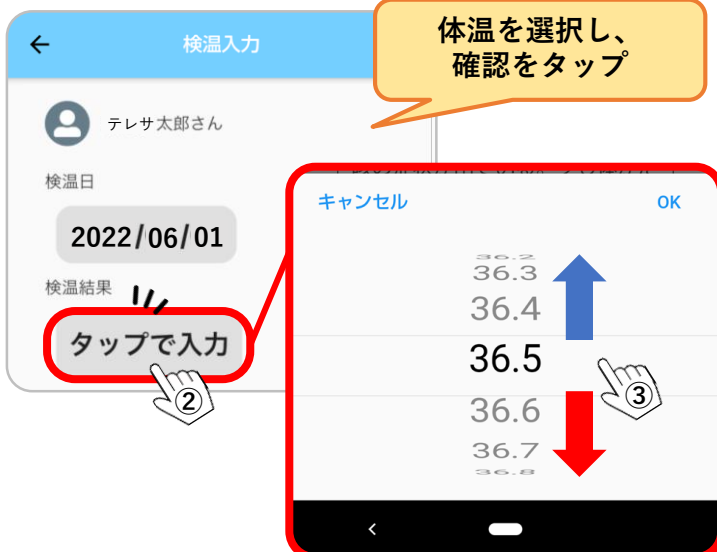 体温を選択し、
確認をタップ
検温入力
テレサ太郎さん
検温日
2022/06/01
検温結果
タップで入力
②
キャンセル
OK
36.2
36.3
36.4
36.5
36.6
36.7
36.8
③